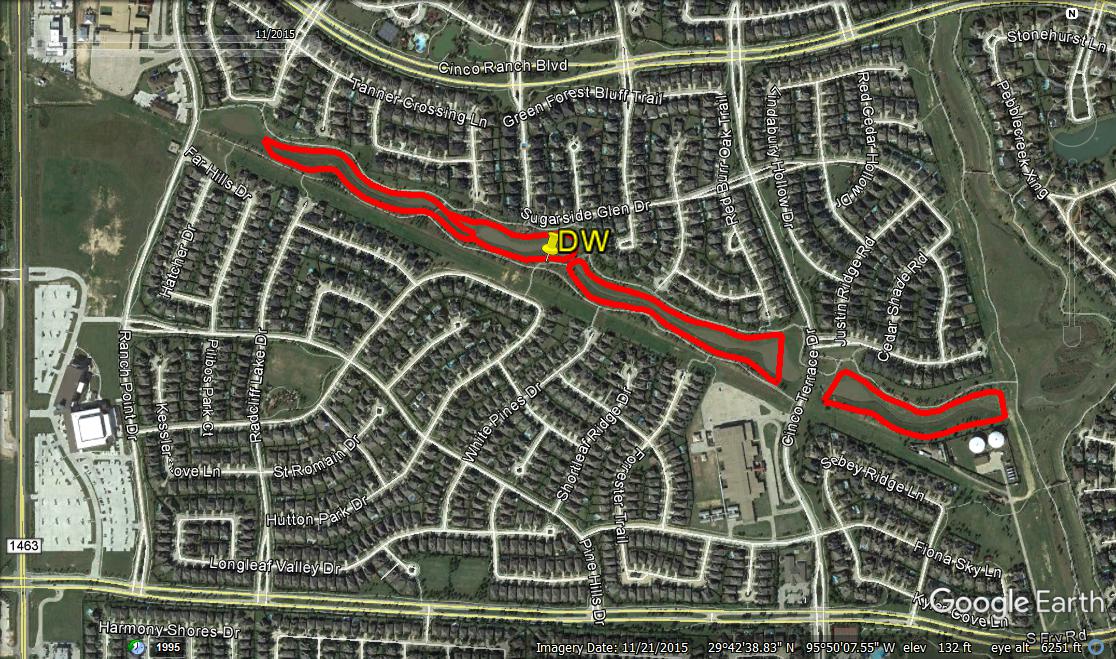 11/2015
N
Cinco Ranch Blvd
Stonehurst Ln
Tanner Crossing Ln
Green Forest Bluff Trail
Red Burr Oak Trail
Lindabury Hollow Dr
Red Cedar Hollow Dr
Pebblecreek Xing
Far Hills Dr
Sugarside Glen Dr
DW
Hatcher Dr
Justin Ridge Rd
Cedar Shade Rd
Ranch Point Dr
Pilibos Park Ct
Radcliff Lake Dr
Cinco Terrace Dr
Kessler
Cove Ln
St Romain Dr
White Pines Dr
Shortleaf Ridge Dr
Forrester Trail
Sebey Ridge Ln
Hutton Park Dr
1463
Longleaf Valley Dr
Pine Hills Dr
Fiona Sky Ln
Cove Ln
Google Earth
Harmony Shores Dr
S Fry Rd
1995
Imagery Date: 11/21/2015 29°42'38.83" N 95°50'07.55" W elev 132 ft eye alt 6251 ft